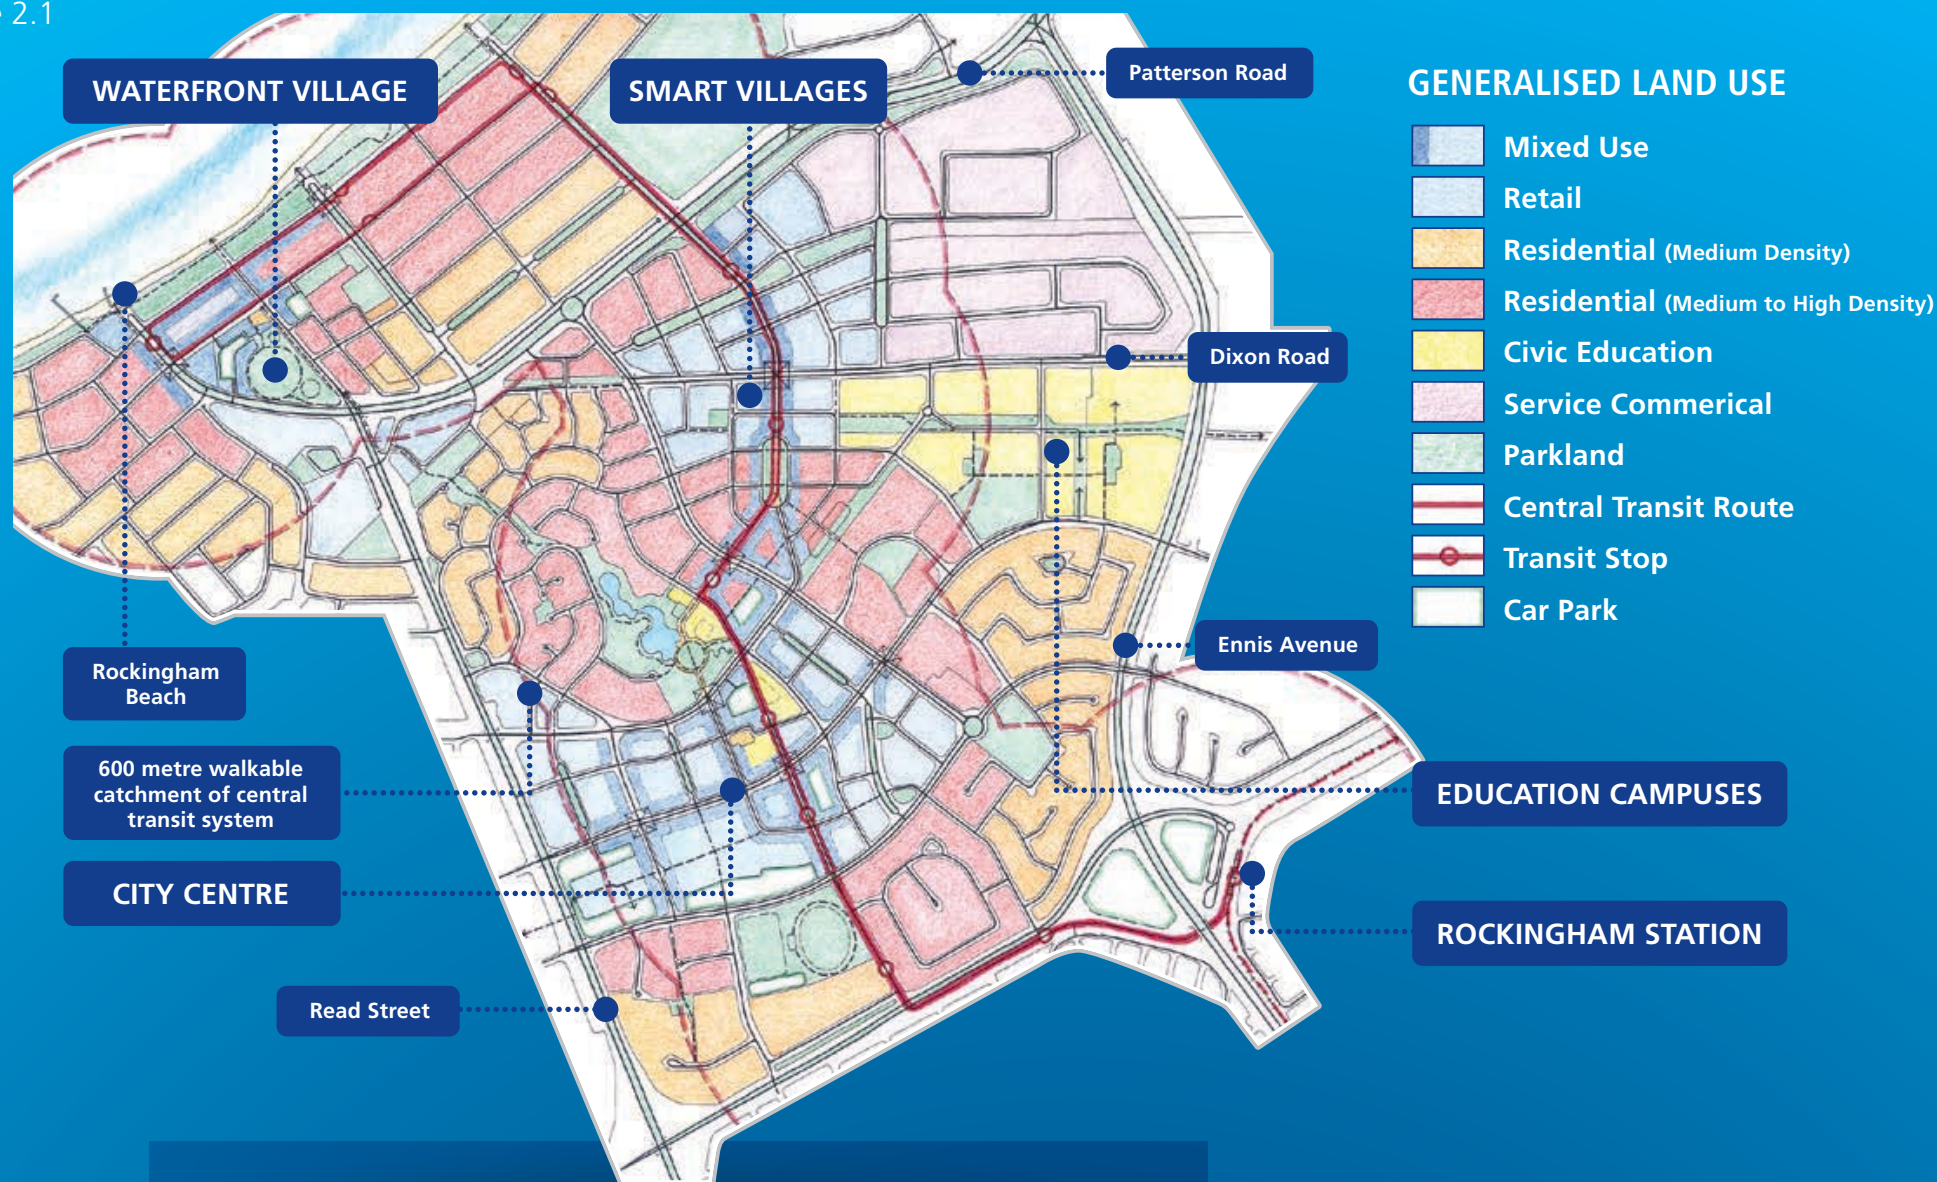 2.1
WATERFRONT VILLAGE
SMART VILLAGES
Patterson Road
GENERALISED LAND USE
Mixed Use
Retail
Residential (Medium Density)
Residential (Medium to High Density)
Civic Education
Service Commerical
Parkland
Central Transit Route
Transit Stop
Car Park
Dixon Road
Ennis Avenue
Rockingham
Beach
600 metre walkable
catchment of central
transit system
CITY CENTRE
Read Street
EDUCATION CAMPUSES
ROCKINGHAM STATION